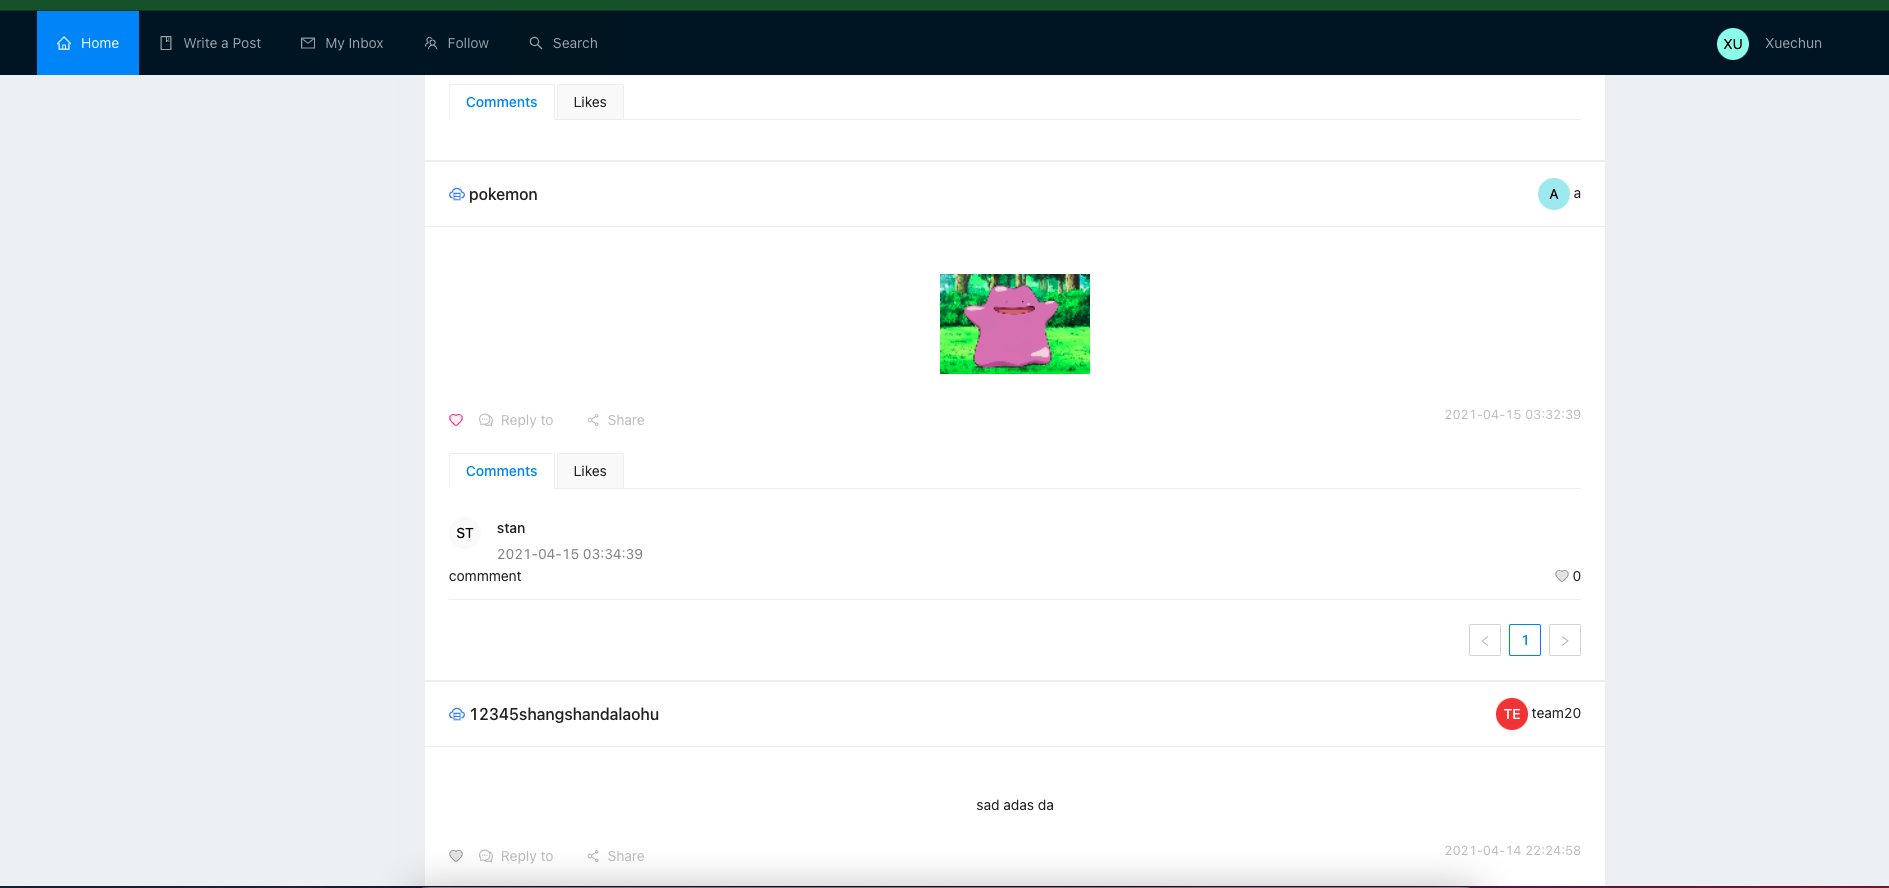 Home Write a Post My Inbox Follow Search XU Xuechun
Comments Likes
pokemon A a
Reply to Share 2021-04-15 03:32:39
Comments Likes
ST stan
2021-04-15 03:34:39
commment 0
< 1 >
12345shangshandalaohu TE team20
sad adas da
Reply to Share 2021-04-14 22:24:58